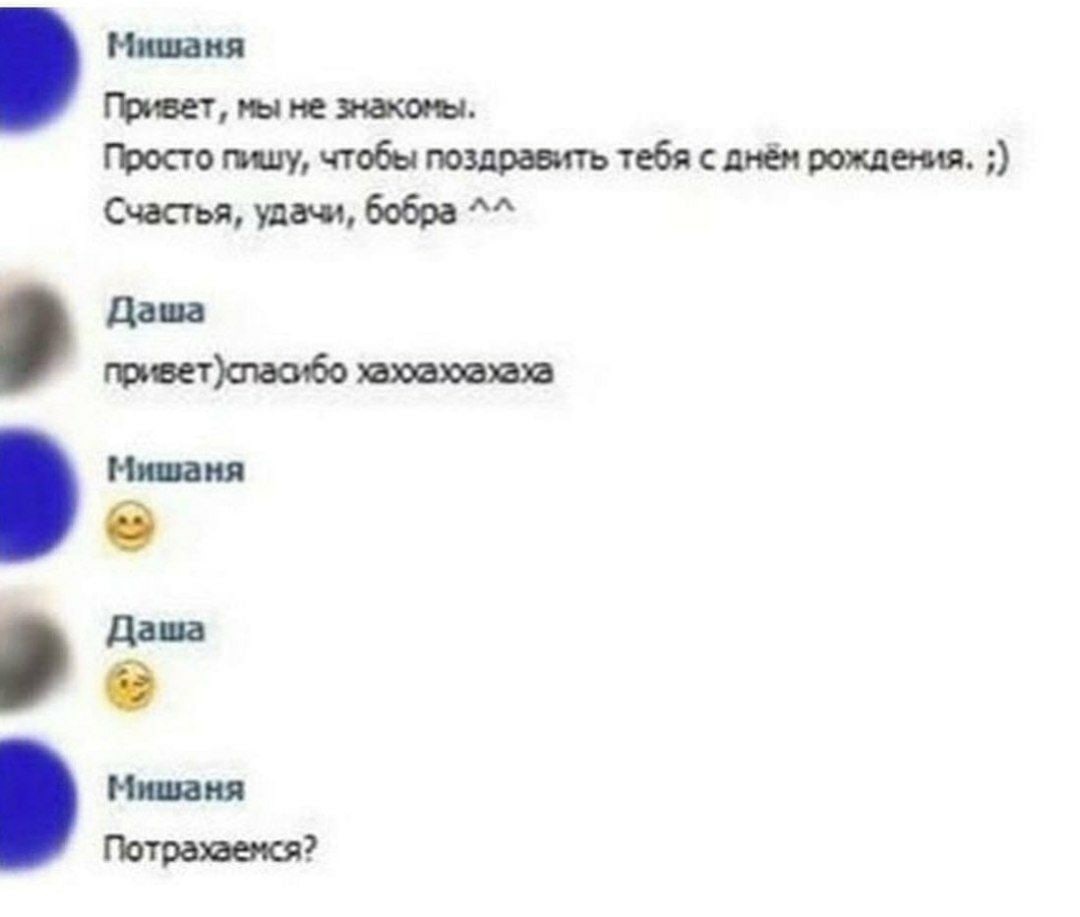 Мишаня
Привет, мы не знакомы.
Просто пишу, чтобы поздравить тебя с днём рождения. ;)
Счастья, удачи, бобра ^^
Даша
привет)спасибо хахахахахаха
Мишаня
😊
Даша
😉
Мишаня
Потрахаемся?